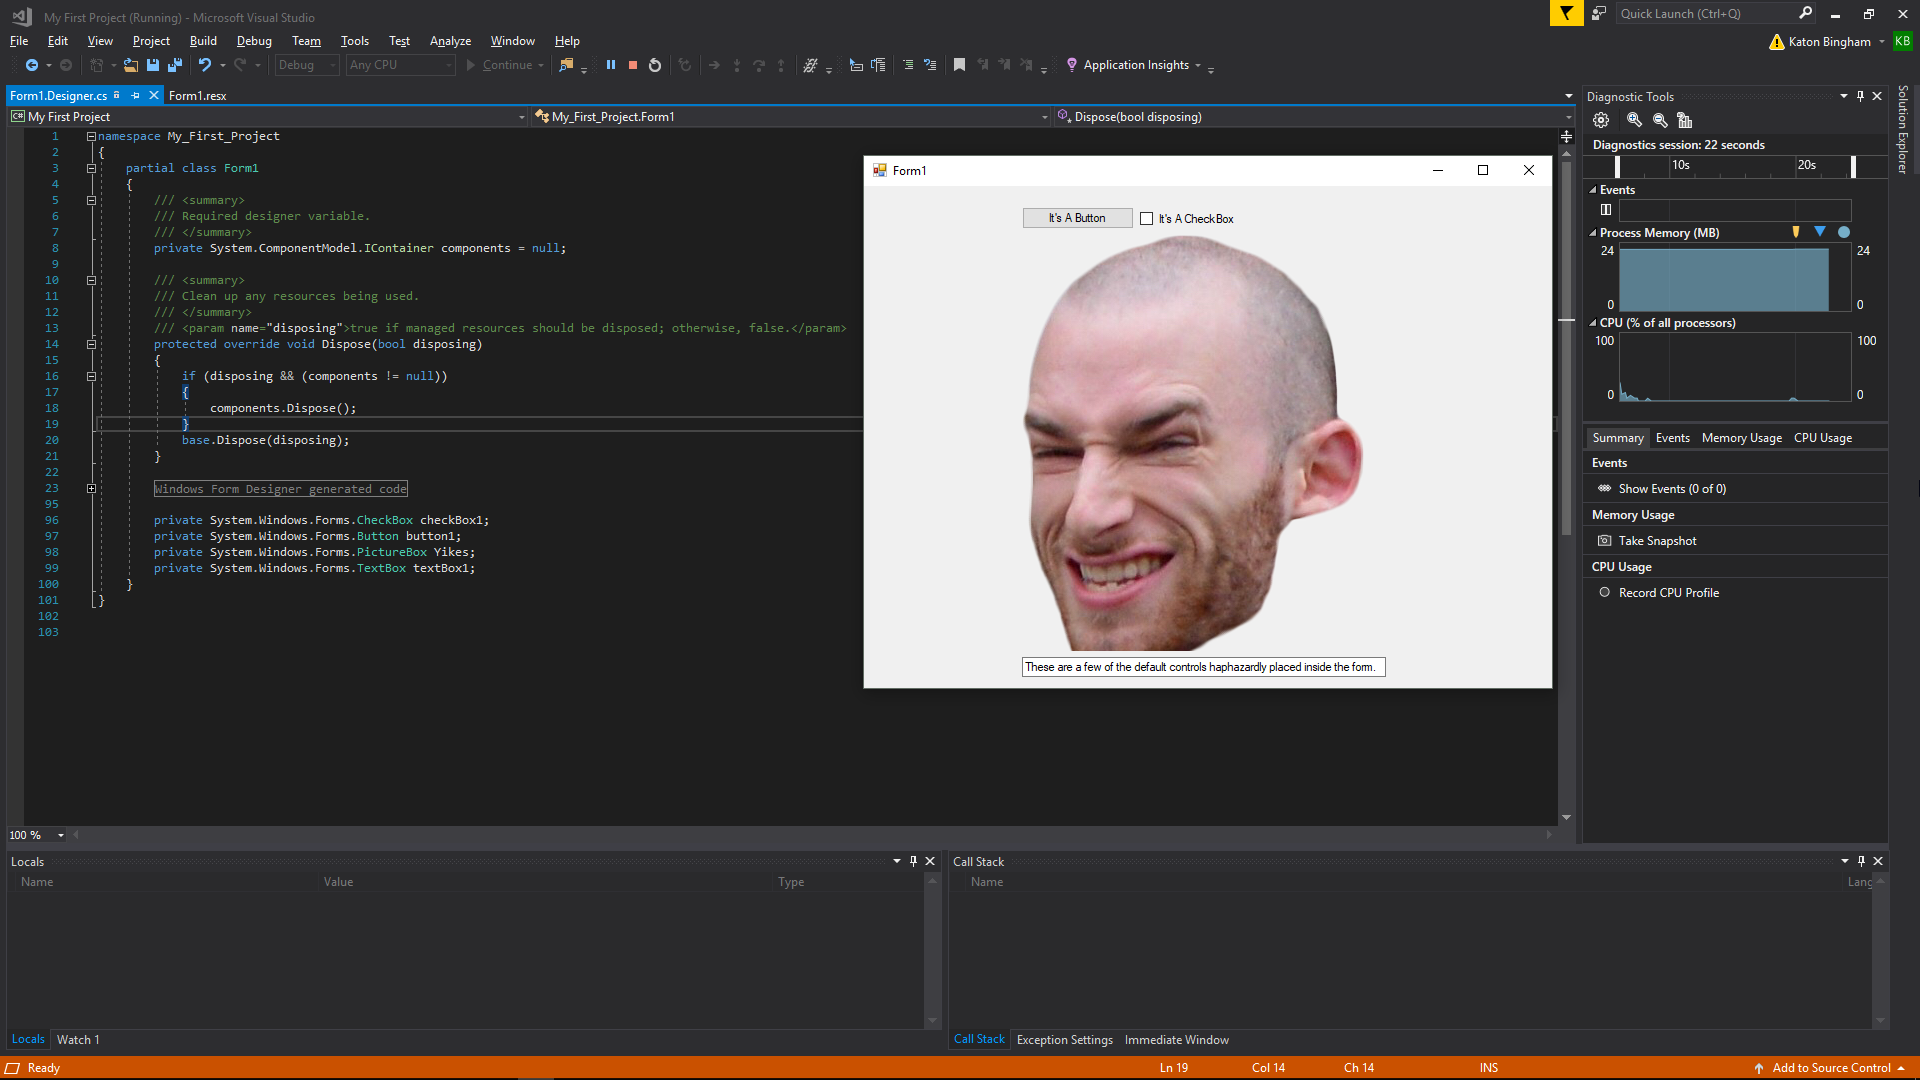 My First Project (Running) - Microsoft Visual Studio
Quick Launch (Ctrl+Q)
File Edit View Project Build Debug Team Tools Test Analyze Window Help
Katon Bingham KB
Debug Any CPU Continue Application Insights
Form1.Designer.cs Form1.resx
C# My First Project My_First_Project.Form1 Dispose(bool disposing)
1 namespace My_First_Project
2 {
3 partial class Form1
4 {
5 /// <summary>
6 /// Required designer variable.
7 /// </summary>
8 private System.ComponentModel.IContainer components = null;
9
10 /// <summary>
11 /// Clean up any resources being used.
12 /// </summary>
13 /// <param name="disposing">true if managed resources should be disposed; otherwise, false.</param>
14 protected override void Dispose(bool disposing)
15 {
16 if (disposing && (components != null))
17 {
18 components.Dispose();
19 }
20 base.Dispose(disposing);
21 }
22
23 Windows Form Designer generated code
95
96 private System.Windows.Forms.CheckBox checkBox1;
97 private System.Windows.Forms.Button button1;
98 private System.Windows.Forms.PictureBox Yikes;
99 private System.Windows.Forms.TextBox textBox1;
100 }
101 }
102
103
100 %
Form1
It's A Button It's A CheckBox
These are a few of the default controls haphazardly placed inside the form.
Diagnostic Tools
Diagnostics session: 22 seconds
10s 20s
Events
Process Memory (MB)
24 24
0 0
CPU (% of all processors)
100 100
0 0
Summary Events Memory Usage CPU Usage
Events
Show Events (0 of 0)
Memory Usage
Take Snapshot
CPU Usage
Record CPU Profile
Solution Explorer
Locals
Name Value Type
Locals Watch 1
Call Stack
Name Lang
Call Stack Exception Settings Immediate Window
Ready Ln 19 Col 14 Ch 14 INS Add to Source Control